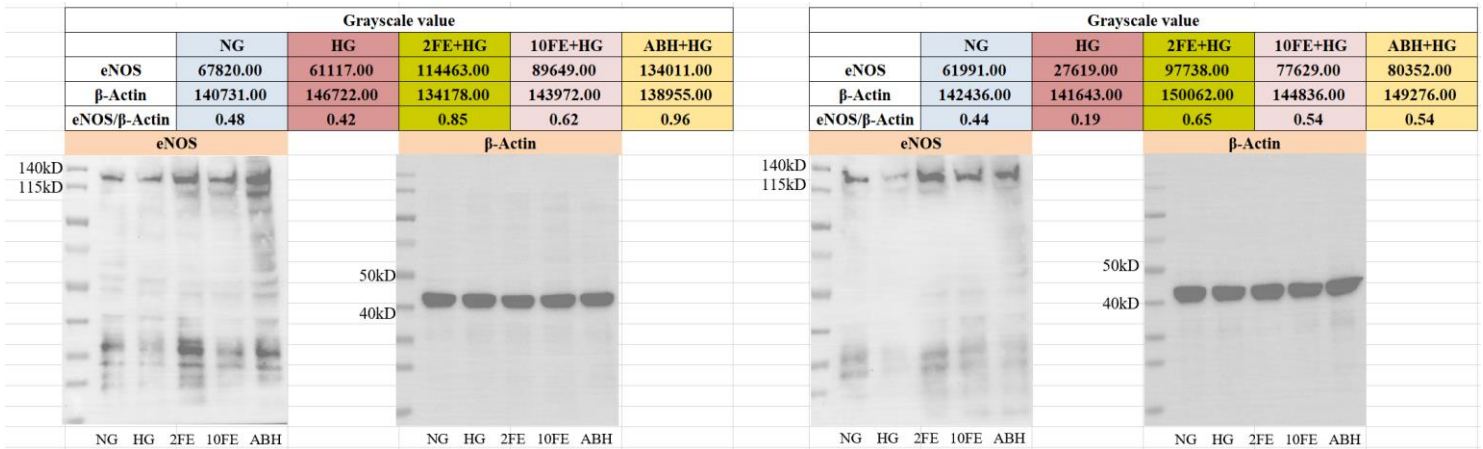 Grayscale value
NG HG 2FE+HG 10FE+HG ABH+HG
eNOS 67820.00 61117.00 114463.00 89649.00 134011.00
β-Actin 140731.00 146722.00 134178.00 143972.00 138955.00
eNOS/β-Actin 0.48 0.42 0.85 0.62 0.96
eNOS β-Actin
140kD
115kD
50kD
40kD
NG HG 2FE 10FE ABH
NG HG 2FE 10FE ABH
Grayscale value
NG HG 2FE+HG 10FE+HG ABH+HG
eNOS 61991.00 27619.00 97738.00 77629.00 80352.00
β-Actin 142436.00 141643.00 150062.00 144836.00 149276.00
eNOS/β-Actin 0.44 0.19 0.65 0.54 0.54
eNOS β-Actin
140kD
115kD
50kD
40kD
NG HG 2FE 10FE ABH
NG HG 2FE 10FE ABH